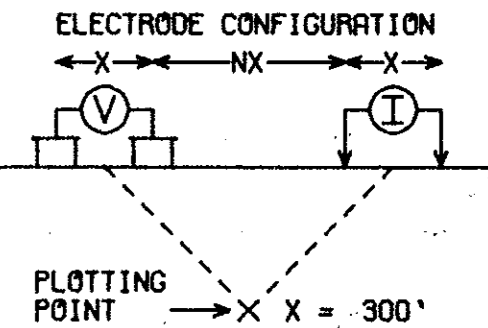 ELECTRODE CONFIGURATION
X NX X
V I
PLOTTING
POINT X X = 300'